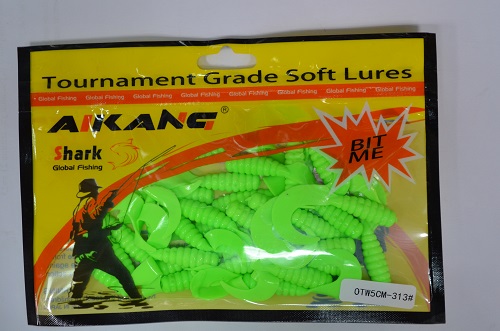 Tournament Grade Soft Lures
Global Fishing Global Fishing Global Fishing Global Fishing Global Fishing Global Fishing Global Fishing
AIKANG®
BIT
ME
Shark
Global Fishing
OTW5CM-313#